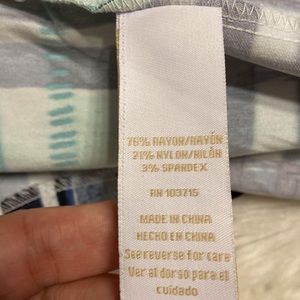 76% RAYON/RAYÓN
21% NYLON/NILÓN
3% SPANDEX
RN 103715
MADE IN CHINA
HECHO EN CHINA
See reverse for care
Ver al dorso para el
cuidado